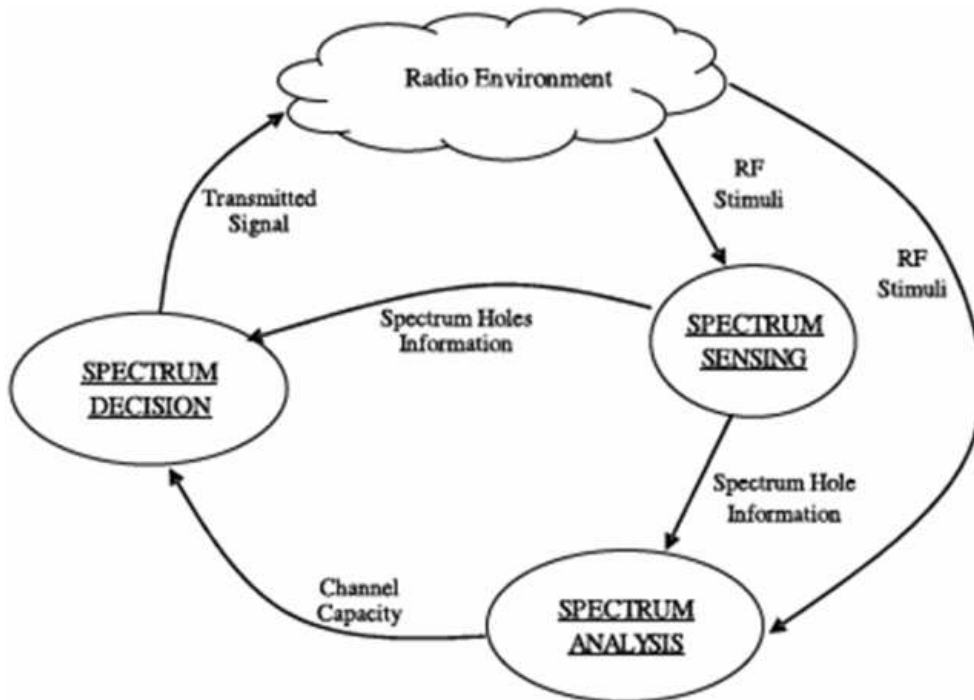 Radio Environment
RF
Stimuli
Transmitted
Signal
RF
Stimuli
Spectrum Holes
Information
SPECTRUM
SENSING
SPECTRUM
DECISION
Spectrum Hole
Information
Channel
Capacity
SPECTRUM
ANALYSIS